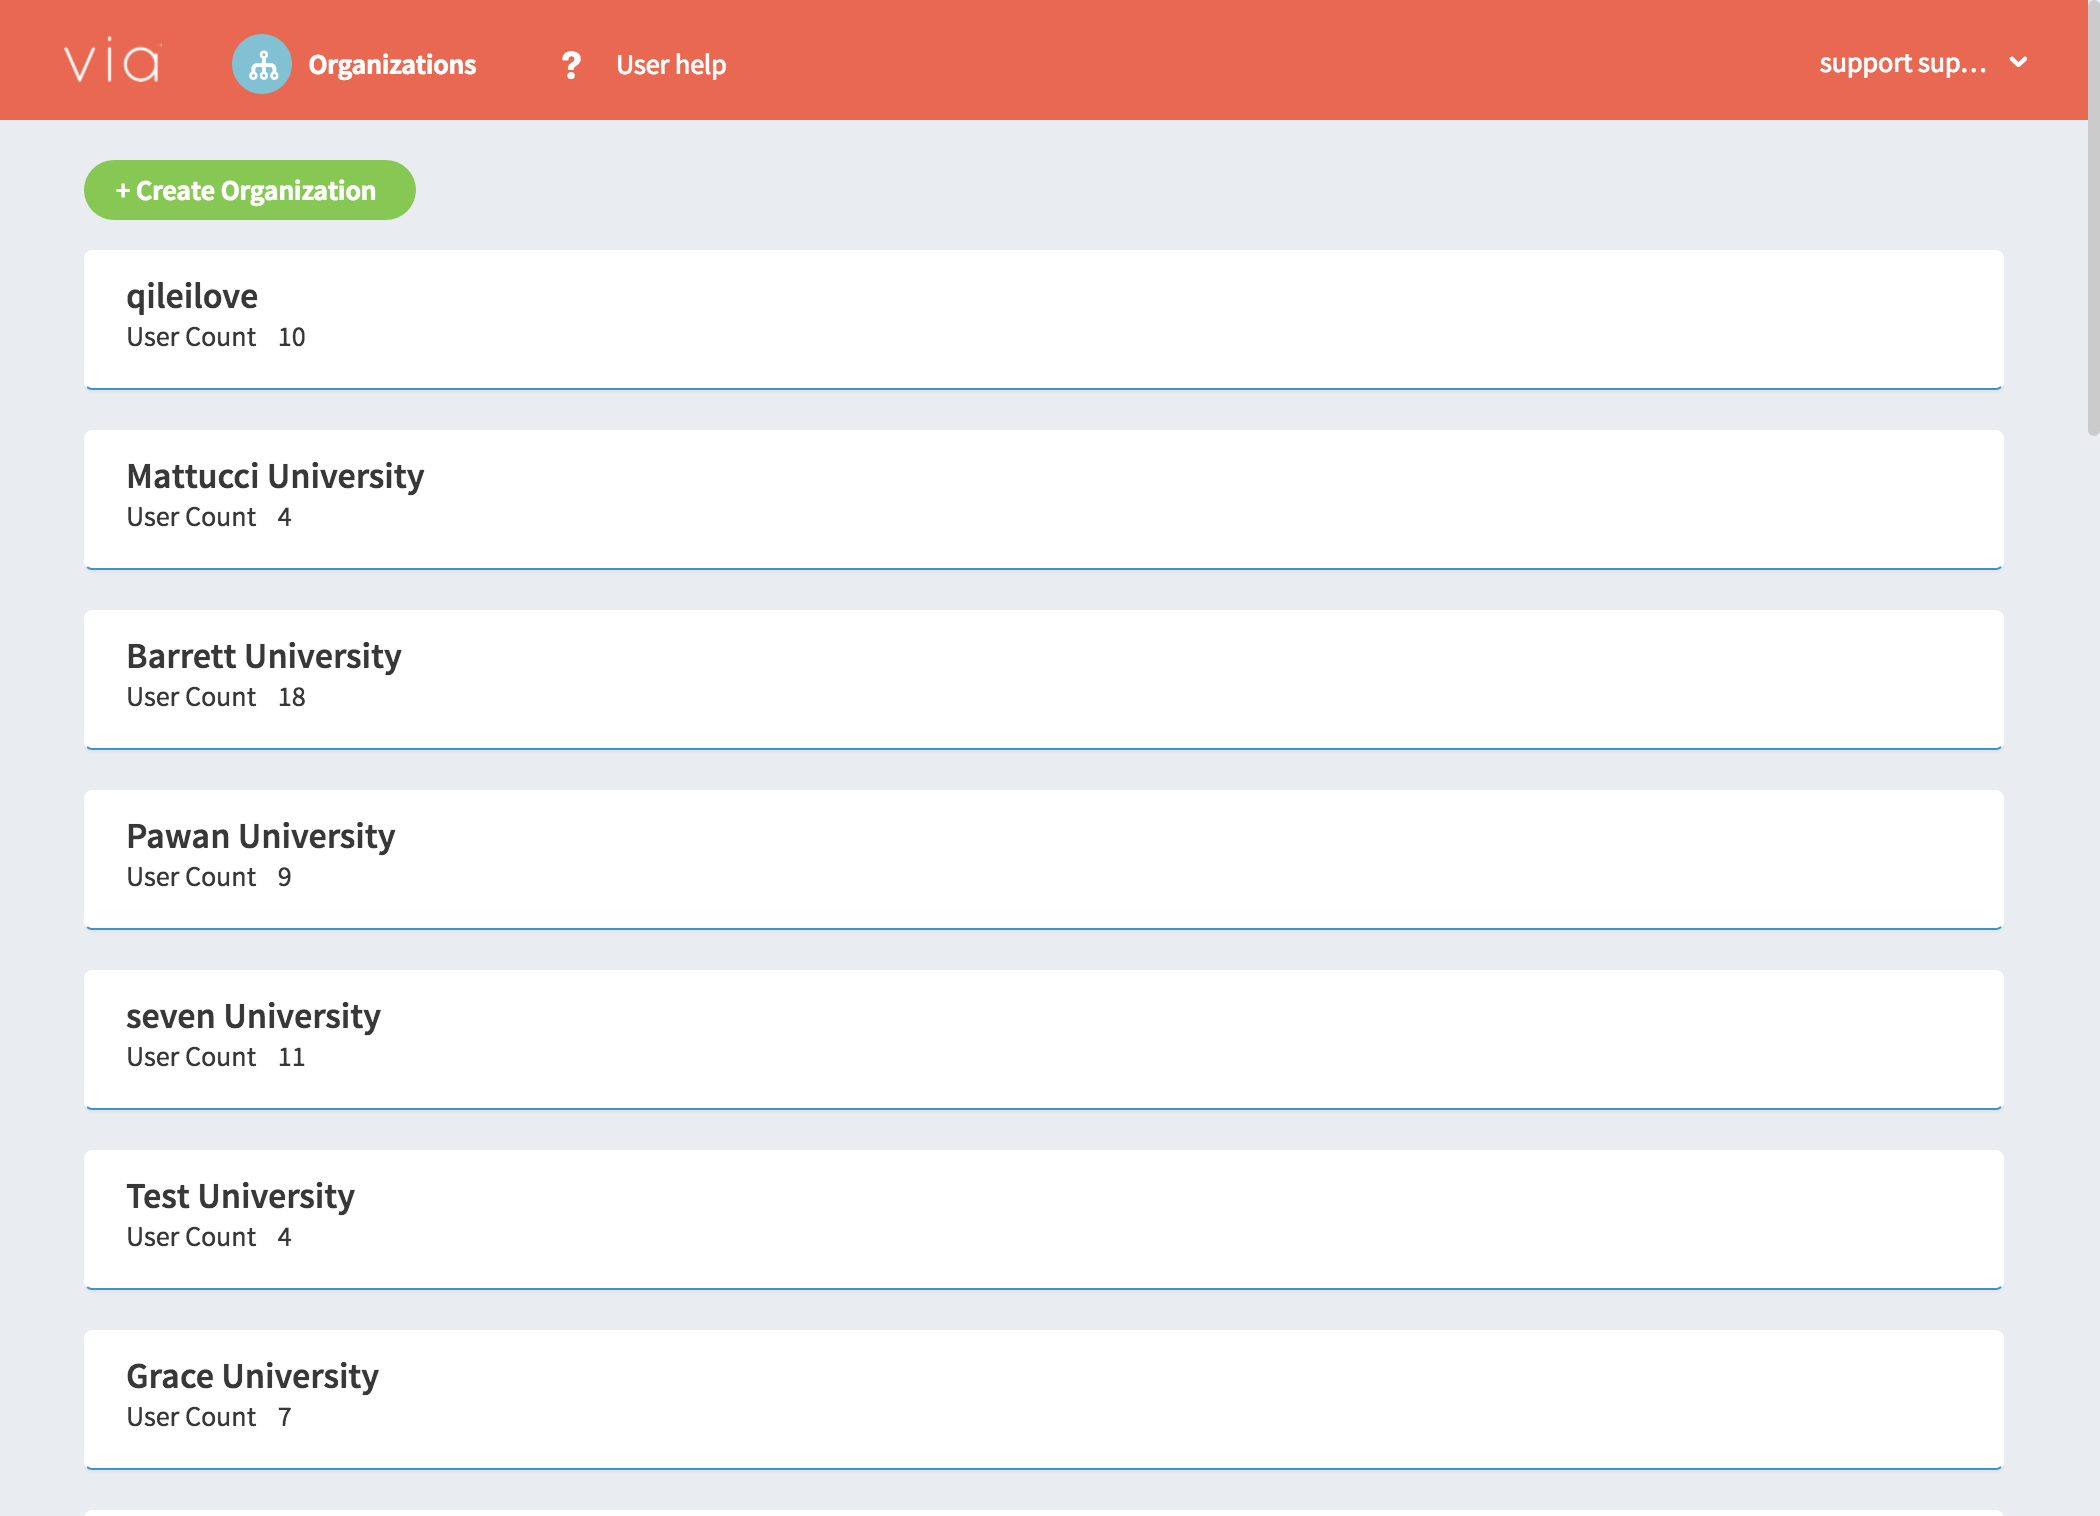 via
Organizations
? User help
support sup...
+ Create Organization
qileilove
User Count 10
Mattucci University
User Count 4
Barrett University
User Count 18
Pawan University
User Count 9
seven University
User Count 11
Test University
User Count 4
Grace University
User Count 7